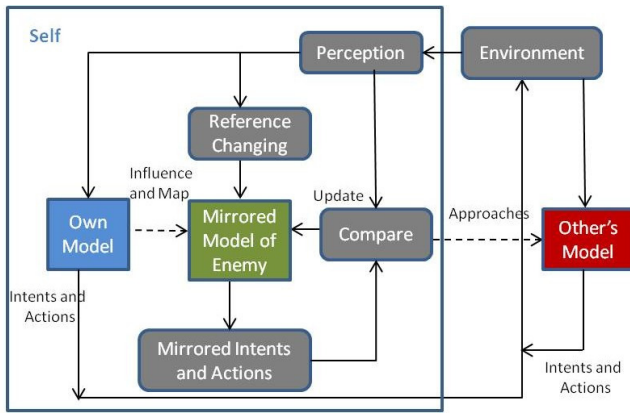 Self
Perception
Environment
Reference
Changing
Influence
and Map
Update
Approaches
Own
Model
Mirrored
Model of
Enemy
Compare
Other's
Model
Intents and
Actions
Mirrored Intents
and Actions
Intents and
Actions